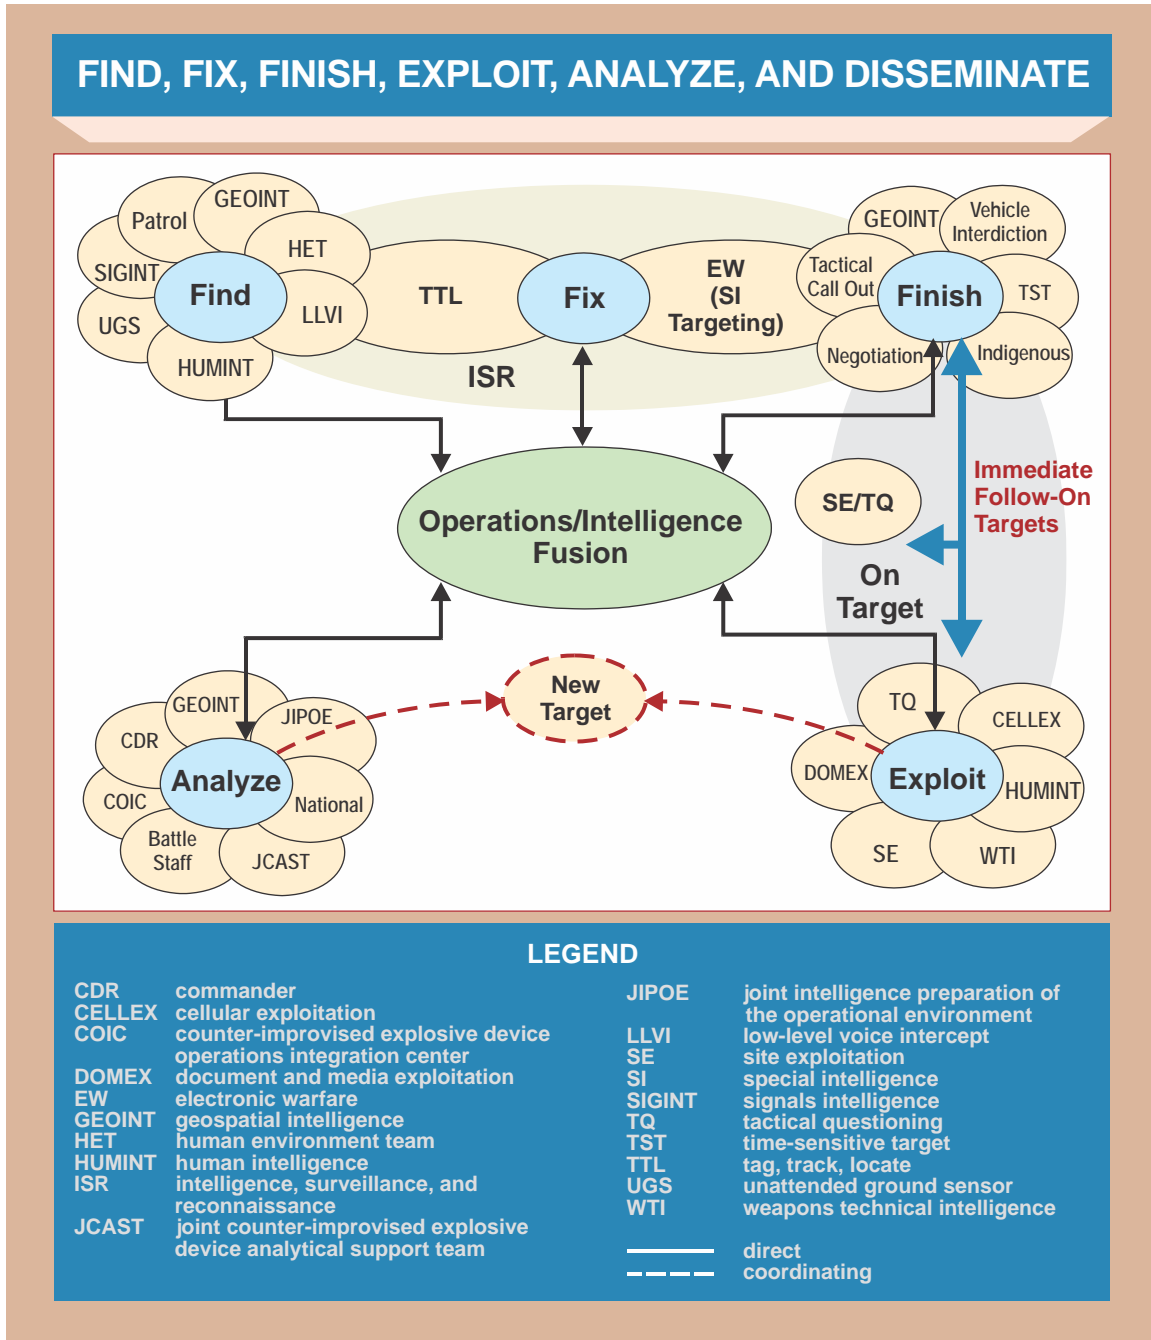 FIND, FIX, FINISH, EXPLOIT, ANALYZE, AND DISSEMINATE
GEOINT
Patrol
HET
SIGINT
Find
LLVI
UGS
HUMINT
TTL
Fix
EW
(SI
Targeting)
ISR
GEOINT
Vehicle
Interdiction
Tactical
Call Out
Finish
TST
Negotiation
Indigenous
Operations/Intelligence
Fusion
SE/TQ
Immediate
Follow-On
Targets
On
Target
New
Target
GEOINT
JIPOE
CDR
Analyze
COIC
National
Battle
Staff
JCAST
TQ
CELLEX
DOMEX
Exploit
HUMINT
SE
WTI
LEGEND
CDR commander
CELLEX cellular exploitation
COIC counter-improvised explosive device
operations integration center
DOMEX document and media exploitation
EW electronic warfare
GEOINT geospatial intelligence
HET human environment team
HUMINT human intelligence
ISR intelligence, surveillance, and
reconnaissance
JCAST joint counter-improvised explosive
device analytical support team
JIPOE joint intelligence preparation of
the operational environment
LLVI low-level voice intercept
SE site exploitation
SI special intelligence
SIGINT signals intelligence
TQ tactical questioning
TST time-sensitive target
TTL tag, track, locate
UGS unattended ground sensor
WTI weapons technical intelligence
direct
coordinating